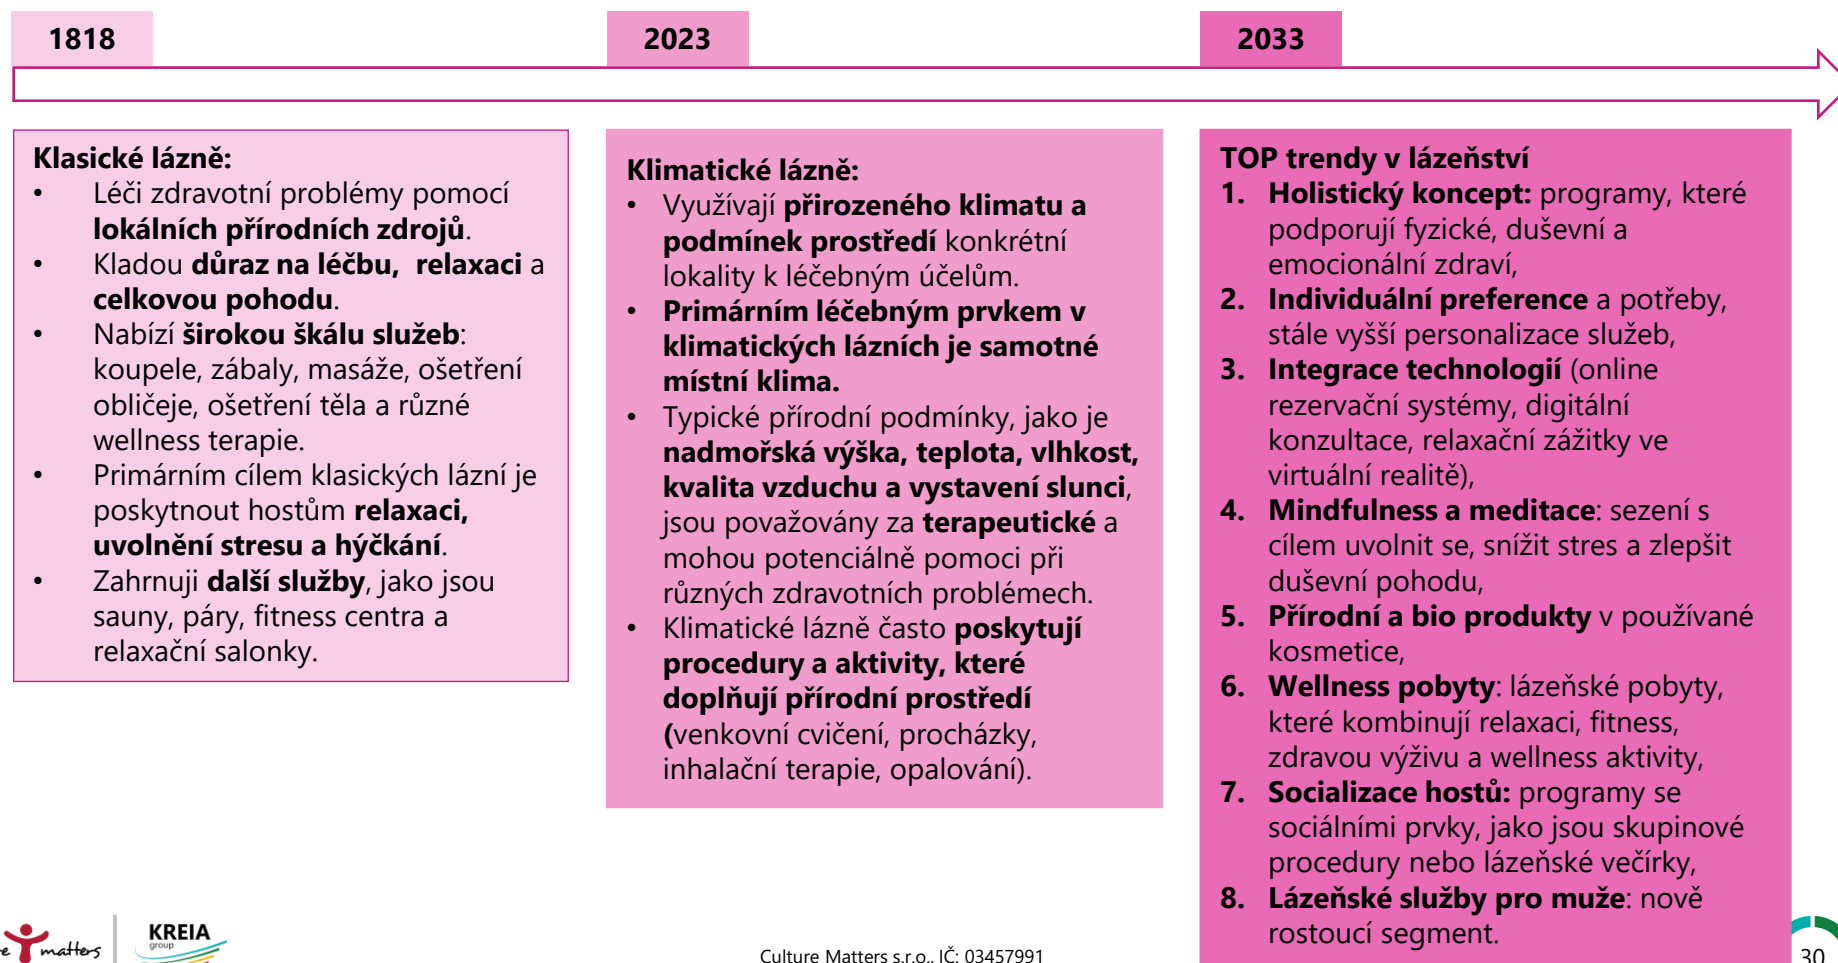 1818
2023
2033
Klasické lázně:
• Léči zdravotní problémy pomocí
lokálních přírodních zdrojů.
• Kladou důraz na léčbu, relaxaci a
celkovou pohodu.
• Nabízí širokou škálu služeb:
koupele, zábaly, masáže, ošetření
obličeje, ošetření těla a různé
wellness terapie.
• Primárním cílem klasických lázní je
poskytnout hostům relaxaci,
uvolnění stresu a hýčkání.
• Zahrnuji další služby, jako jsou
sauny, páry, fitness centra a
relaxační salonky.
Klimatické lázně:
• Využívají přirozeného klimatu a
podmínek prostředí konkrétní
lokality k léčebným účelům.
• Primárním léčebným prvkem v
klimatických lázních je samotné
místní klima.
• Typické přírodní podmínky, jako je
nadmořská výška, teplota, vlhkost,
kvalita vzduchu a vystavení slunci,
jsou považovány za terapeutické a
mohou potenciálně pomoci při
různých zdravotních problémech.
• Klimatické lázně často poskytují
procedury a aktivity, které
doplňují přírodní prostředí
(venkovní cvičení, procházky,
inhalační terapie, opalování).
TOP trendy v lázeňství
1. Holistický koncept: programy, které
podporují fyzické, duševní a
emocionální zdraví,
2. Individuální preference a potřeby,
stále vyšší personalizace služeb,
3. Integrace technologií (online
rezervační systémy, digitální
konzultace, relaxační zážitky ve
virtuální realitě),
4. Mindfulness a meditace: sezení s
cílem uvolnit se, snížit stres a zlepšit
duševní pohodu,
5. Přírodní a bio produkty v používané
kosmetice,
6. Wellness pobyty: lázeňské pobyty,
které kombinují relaxaci, fitness,
zdravou výživu a wellness aktivity,
7. Socializace hostů: programy se
sociálními prvky, jako jsou skupinové
procedury nebo lázeňské večírky,
8. Lázeňské služby pro muže: nově
rostoucí segment.
matters
KREIA
group
Culture Matters s.r.o., IČ: 03457991
30